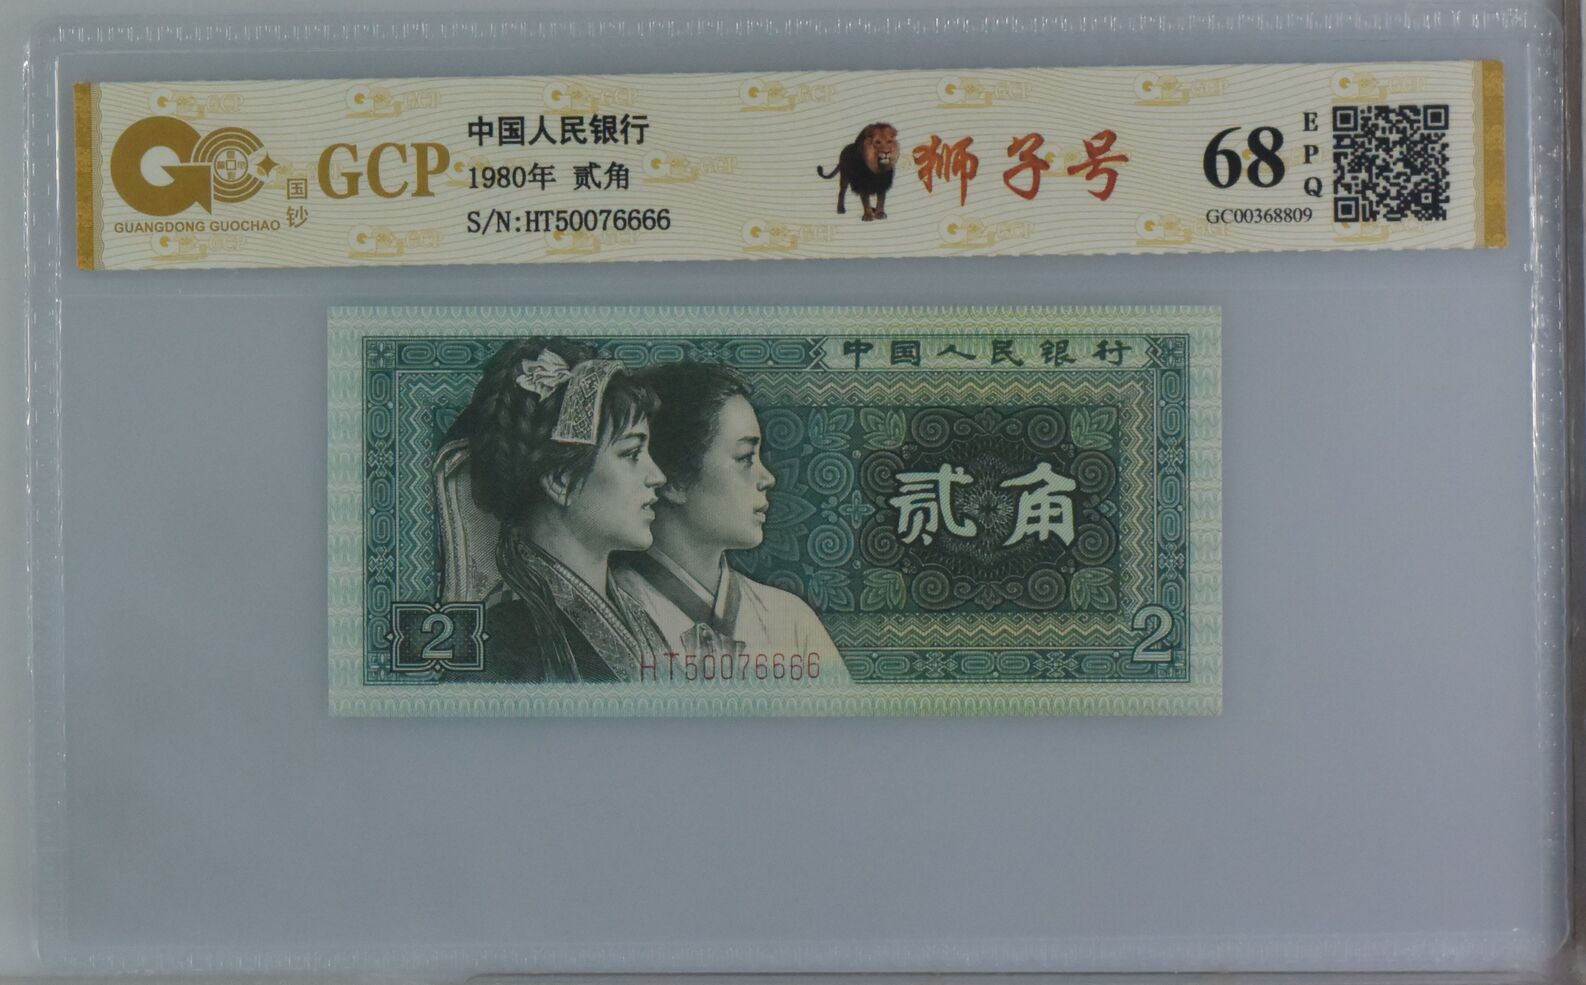 GUANGDONG GUOCHAO
国钞
GCP
中国人民银行
1980年 贰角
S/N:HT50076666
狮子号
68
EPQ
GC00368809
中国人民银行
贰角
2
2
HT50076666